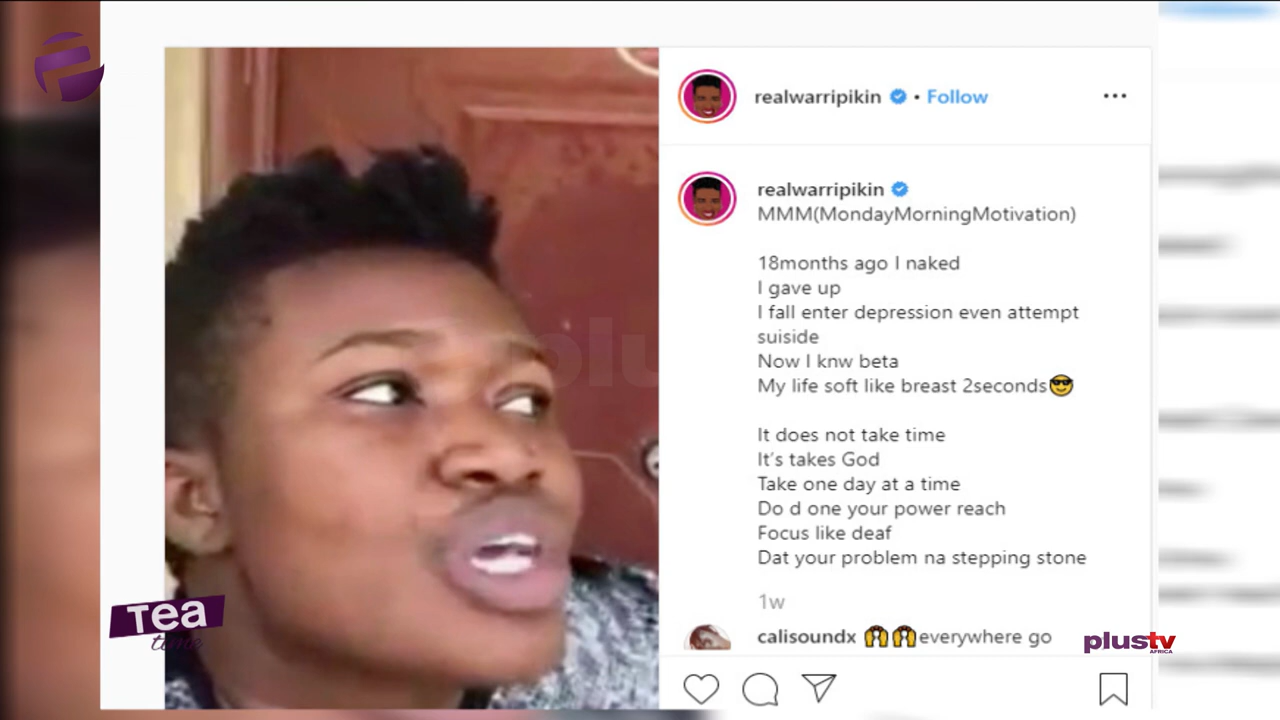 realwarripikin • Follow
realwarripikin
MMM(MondayMorningMotivation)
18months ago I naked
I gave up
I fall enter depression even attempt
suiside
Now I knw beta
My life soft like breast 2seconds😎
It does not take time
It's takes God
Take one day at a time
Do d one your power reach
Focus like deaf
Dat your problem na stepping stone
1w
calisoundx 🙌🙌everywhere go
Tea
time
plustv
AFRICA
plu